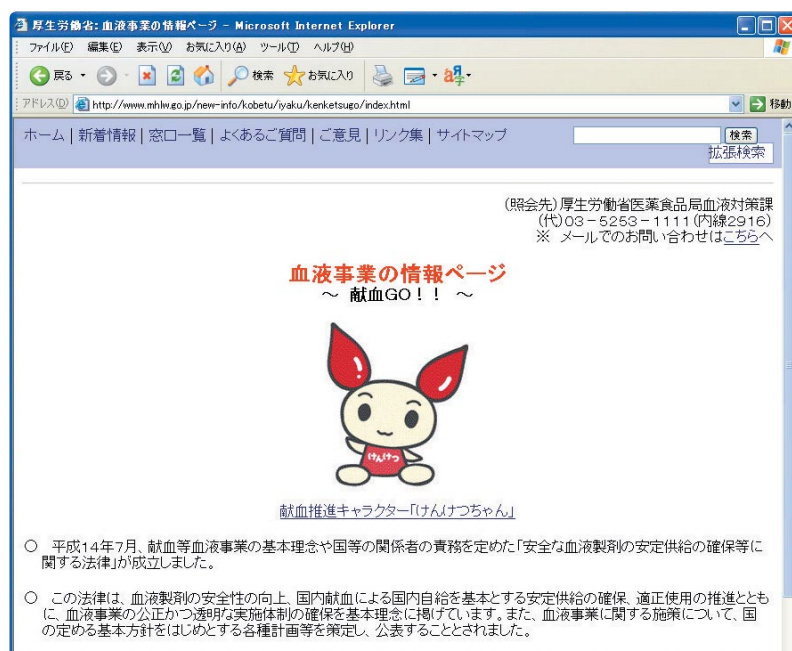 厚生労働省:血液事業の情報ページ - Microsoft Internet Explorer
ファイル(F) 編集(E) 表示(V) お気に入り(A) ツール(T) ヘルプ(H)
戻る 検索 お気に入り
アドレス(D) http://www.mhlw.go.jp/new-info/kobetu/iyaku/kenketsugo/index.html 移動
ホーム|新着情報|窓口一覧|よくあるご質問|ご意見|リンク集|サイトマップ 検索
拡張検索
(照会先)厚生労働省医薬食品局血液対策課
(代)03-5253-1111(内線2916)
※ メールでのお問い合わせはこちらへ
血液事業の情報ページ
～ 献血GO!! ～
けんけつ
献血推進キャラクター「けんけつちゃん」
○ 平成14年7月、献血等血液事業の基本理念や国等の関係者の責務を定めた「安全な血液製剤の安定供給の確保等に
関する法律」が成立しました。
○ この法律は、血液製剤の安全性の向上、国内献血による国内自給を基本とする安定供給の確保、適正使用の推進ととも
に、血液事業の公正かつ透明な実施体制の確保を基本理念に掲げています。また、血液事業に関する施策について、国
の定める基本方針をはじめとする各種計画等を策定し、公表することとされました。